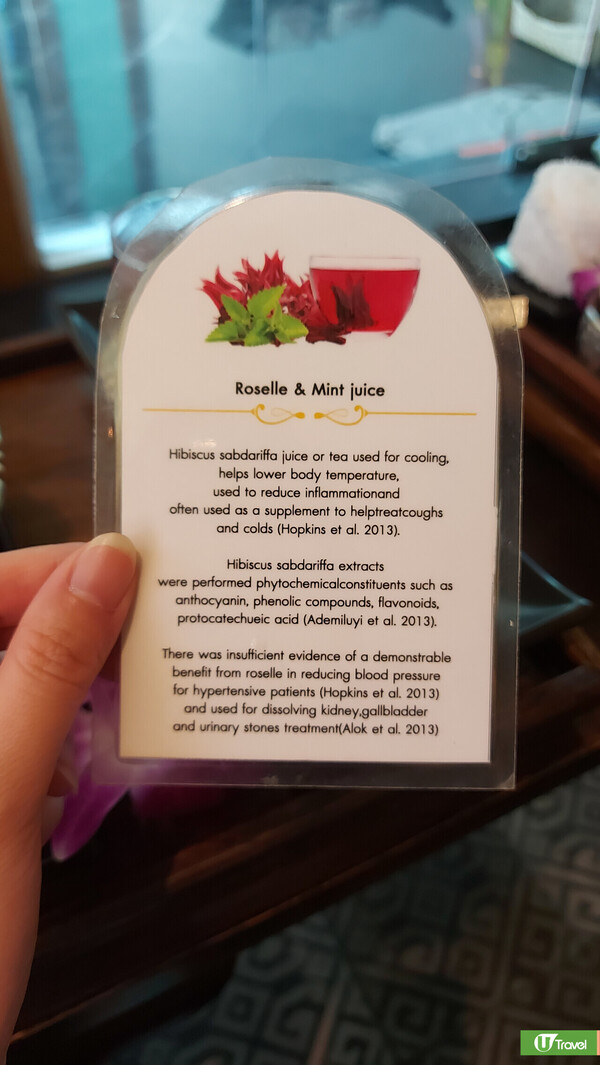 Roselle & Mint juice
Hibiscus sabdariffa juice or tea used for cooling,
helps lower body temperature,
used to reduce inflammationand
often used as a supplement to helptreatcoughs
and colds (Hopkins et al. 2013).
Hibiscus sabdariffa extracts
were performed phytochemicalconstituents such as
anthocyanin, phenolic compounds, flavonoids,
protocatechueic acid (Ademiluyi et al. 2013).
There was insufficient evidence of a demonstrable
benefit from roselle in reducing blood pressure
for hypertensive patients (Hopkins et al. 2013)
and used for dissolving kidney,gallbladder
and urinary stones treatment(Alok et al. 2013)
U Travel